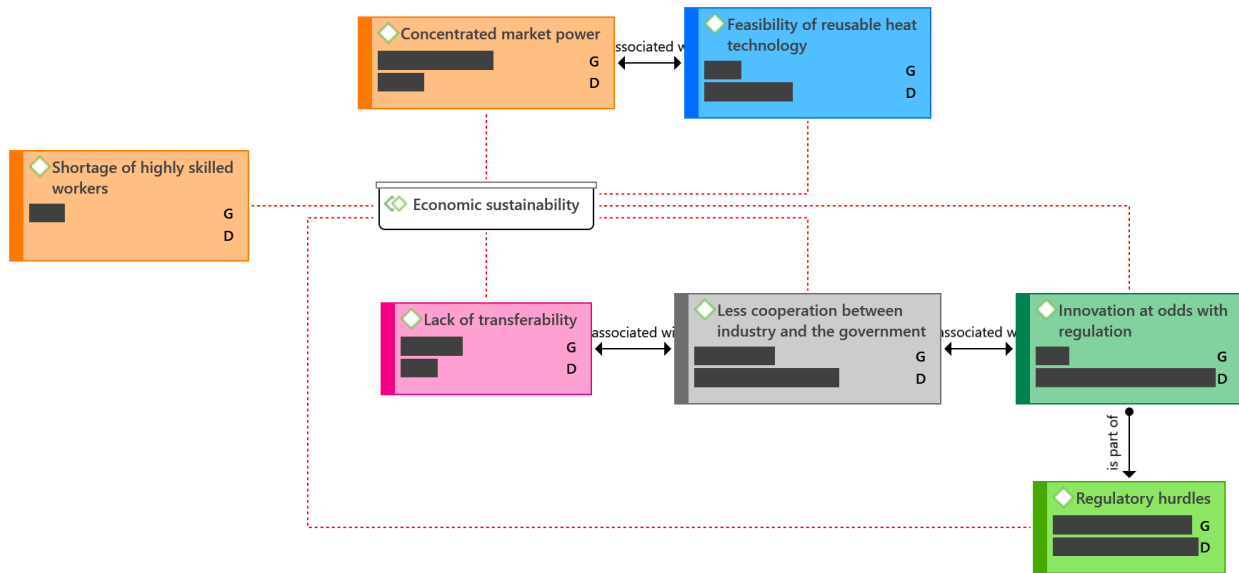 Concentrated market power
G
D
ssociated w
Feasibility of reusable heat
technology
G
D
Shortage of highly skilled
workers
G
D
Economic sustainability
Lack of transferability
G
D
associated wi
Less cooperation between
industry and the government
G
D
associated w
Innovation at odds with
regulation
G
D
is part of
Regulatory hurdles
G
D